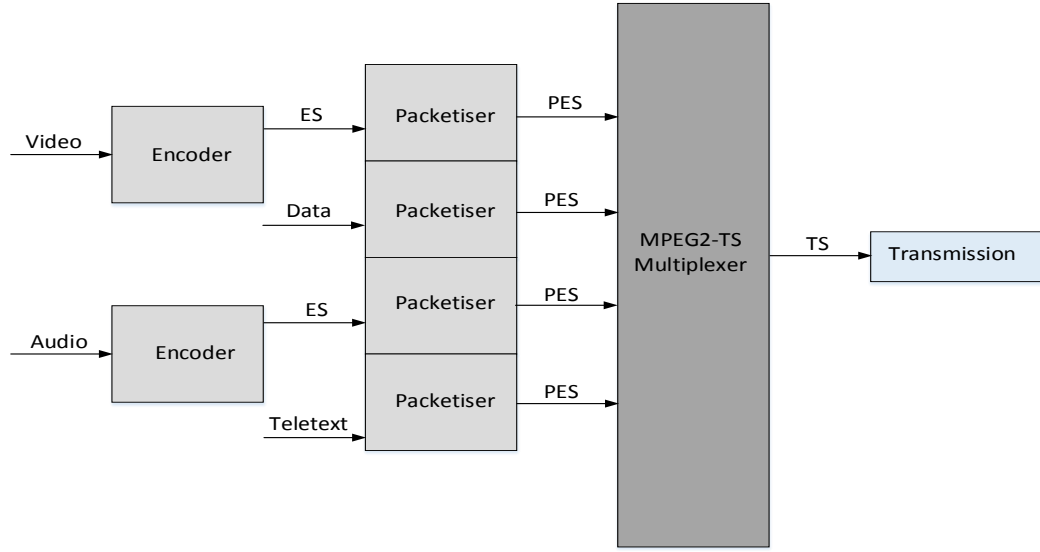 Video
Encoder
ES
Packetiser
PES
Data
Packetiser
PES
Audio
Encoder
ES
Packetiser
PES
Teletext
Packetiser
PES
MPEG2-TS
Multiplexer
TS
Transmission